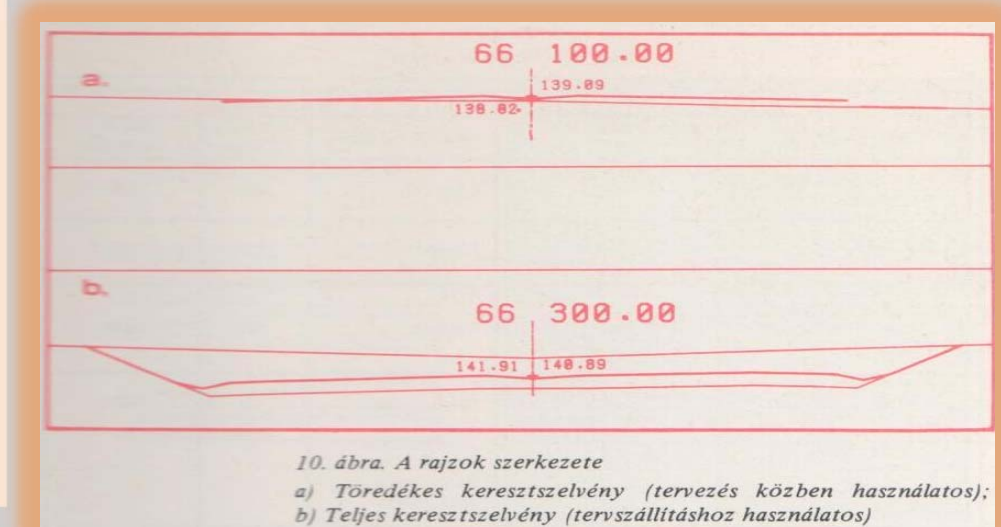 66 100.00
a.
139.09
138.82
b.
66 300.00
141.91 140.89
10. ábra. A rajzok szerkezete
a) Töredékes keresztszelvény (tervezés közben használatos);
b) Teljes keresztszelvény (tervszállításhoz használatos)